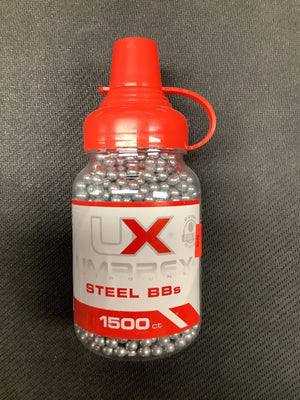 UX
UMAREX
STEEL BBs
1500 ct